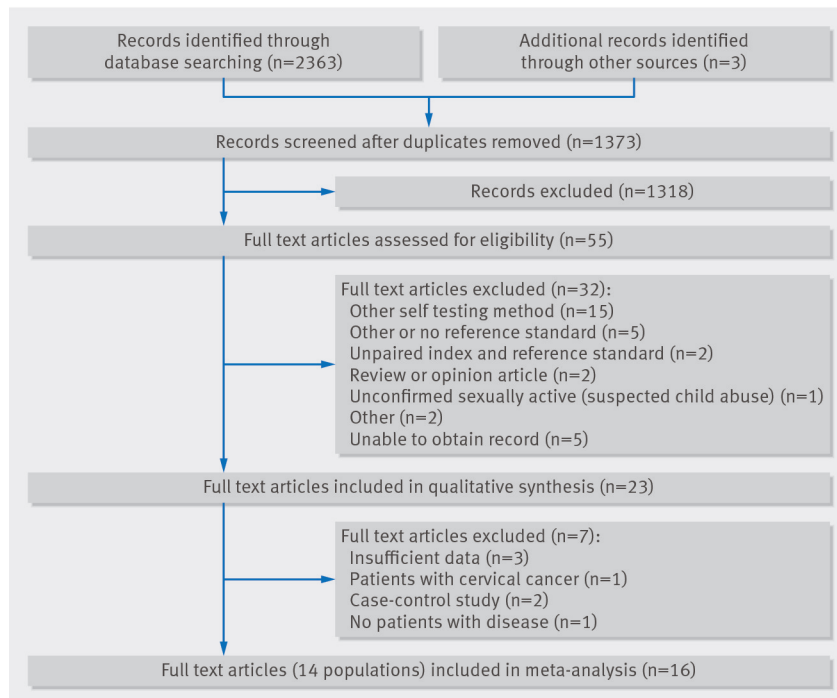 Records identified through
database searching (n=2363)
Additional records identified
through other sources (n=3)
Records screened after duplicates removed (n=1373)
Records excluded (n=1318)
Full text articles assessed for eligibility (n=55)
Full text articles excluded (n=32):
Other self testing method (n=15)
Other or no reference standard (n=5)
Unpaired index and reference standard (n=2)
Review or opinion article (n=2)
Unconfirmed sexually active (suspected child abuse) (n=1)
Other (n=2)
Unable to obtain record (n=5)
Full text articles included in qualitative synthesis (n=23)
Full text articles excluded (n=7):
Insufficient data (n=3)
Patients with cervical cancer (n=1)
Case-control study (n=2)
No patients with disease (n=1)
Full text articles (14 populations) included in meta-analysis (n=16)